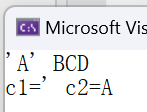 Microsoft Vis
'A' BCD
c1=' c2=A